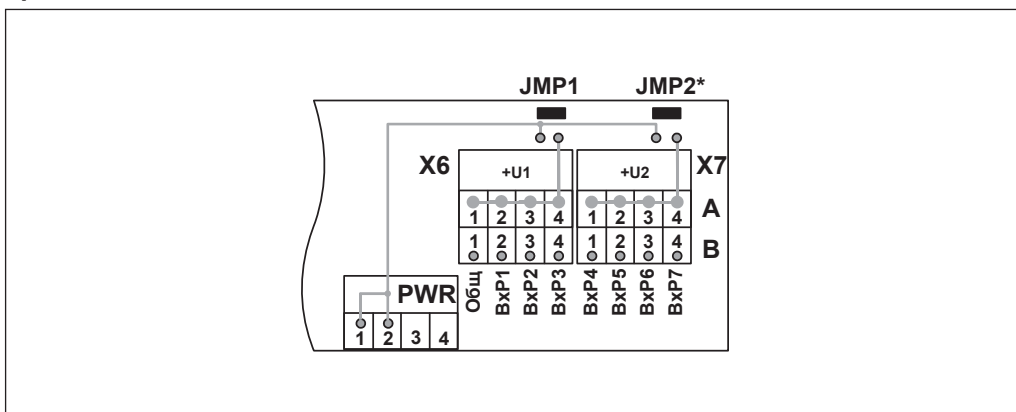 JMP1 JMP2*
X6 +U1 +U2 X7
1 2 3 4 1 2 3 4 A
1 2 3 4 1 2 3 4 B
Общ ВхР1 ВхР2 ВхР3 ВхР4 ВхР5 ВхР6 ВхР7
PWR
1 2 3 4